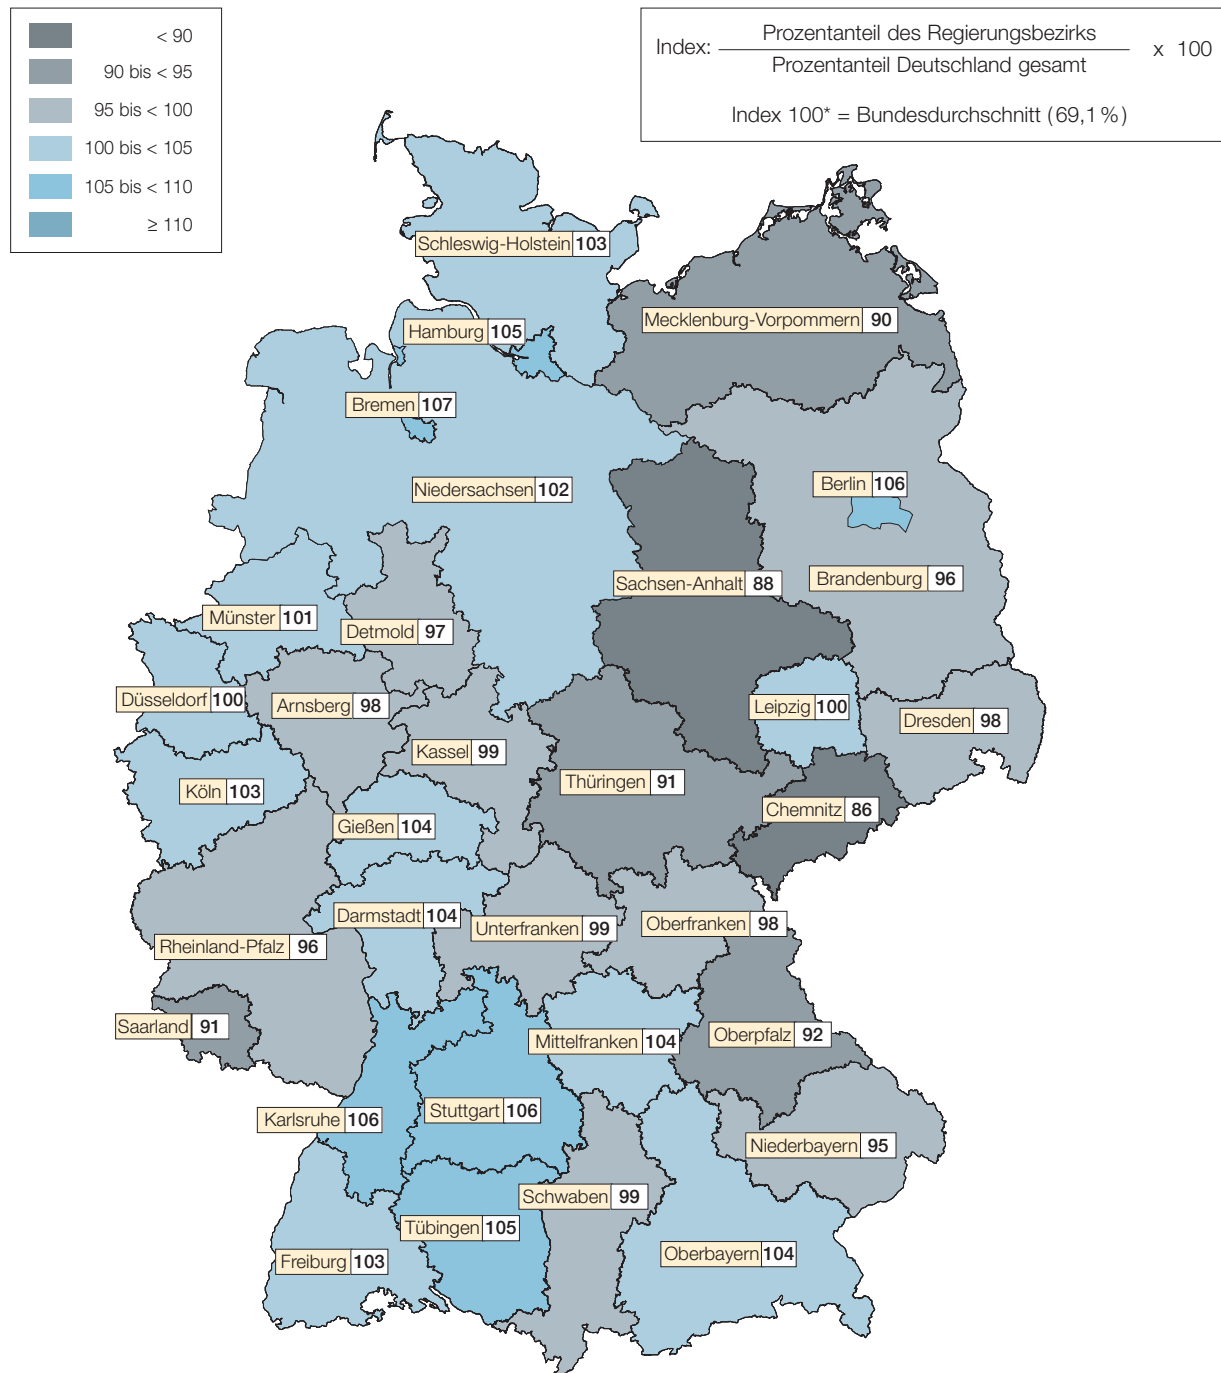 < 90
90 bis < 95
95 bis < 100
100 bis < 105
105 bis < 110
≥ 110
Index: Prozentanteil des Regierungsbezirks x 100
Prozentanteil Deutschland gesamt
Index 100* = Bundesdurchschnitt (69,1 %)
Schleswig-Holstein 103
Mecklenburg-Vorpommern 90
Hamburg 105
Bremen 107
Niedersachsen 102
Berlin 106
Sachsen-Anhalt 88
Brandenburg 96
Münster 101
Detmold 97
Düsseldorf 100
Arnsberg 98
Leipzig 100
Dresden 98
Kassel 99
Thüringen 91
Köln 103
Chemnitz 86
Gießen 104
Darmstadt 104
Unterfranken 99
Oberfranken 98
Rheinland-Pfalz 96
Saarland 91
Mittelfranken 104
Oberpfalz 92
Karlsruhe 106
Stuttgart 106
Niederbayern 95
Schwaben 99
Tübingen 105
Freiburg 103
Oberbayern 104